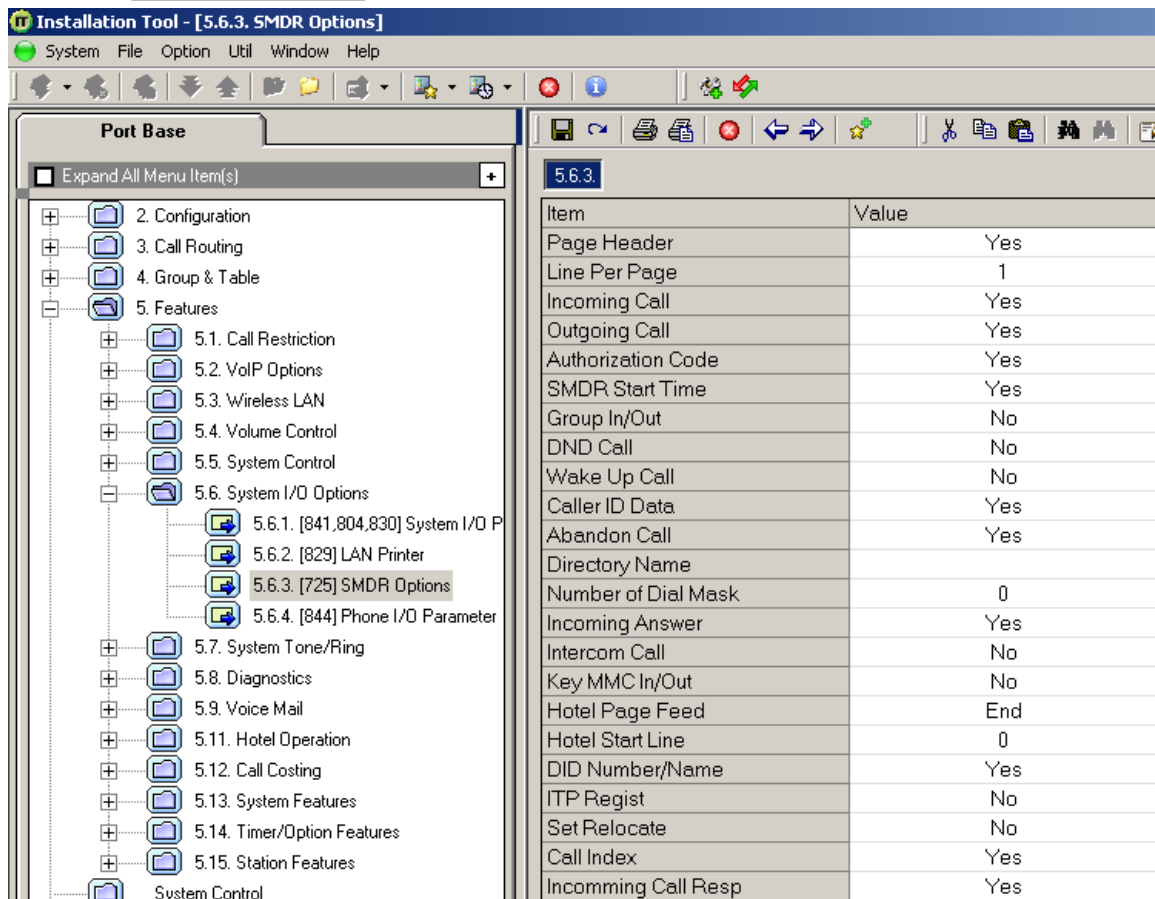 Installation Tool - [5.6.3. SMDR Options]
System File Option Util Window Help
Port Base
Expand All Menu Item(s)
2. Configuration
3. Call Routing
4. Group & Table
5. Features
5.1. Call Restriction
5.2. VoIP Options
5.3. Wireless LAN
5.4. Volume Control
5.5. System Control
5.6. System I/O Options
5.6.1. [841,804,830] System I/O P
5.6.2. [829] LAN Printer
5.6.3. [725] SMDR Options
5.6.4. [844] Phone I/O Parameter
5.7. System Tone/Ring
5.8. Diagnostics
5.9. Voice Mail
5.11. Hotel Operation
5.12. Call Costing
5.13. System Features
5.14. Timer/Option Features
5.15. Station Features
System Control
5.6.3.
Item Value
Page Header Yes
Line Per Page 1
Incoming Call Yes
Outgoing Call Yes
Authorization Code Yes
SMDR Start Time Yes
Group In/Out No
DND Call No
Wake Up Call No
Caller ID Data Yes
Abandon Call Yes
Directory Name
Number of Dial Mask 0
Incoming Answer Yes
Intercom Call No
Key MMC In/Out No
Hotel Page Feed End
Hotel Start Line 0
DID Number/Name Yes
ITP Regist No
Set Relocate No
Call Index Yes
Incomming Call Resp Yes